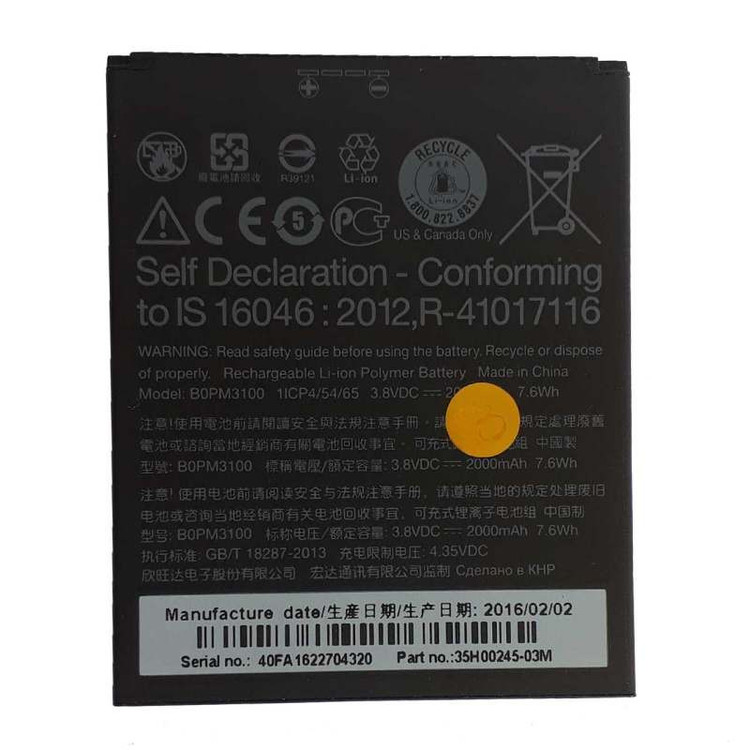 廢電池請回收 R39121 Li-ion
RECYCLE
Li-ion
1.800.822.8837
CE 5
US & Canada Only
Self Declaration - Conforming
to IS 16046 : 2012,R-41017116
WARNING: Read safety guide before using the battery. Recycle or dispose
of properly. Rechargeable Li-ion Polymer Battery Made in China
Model: B0PM3100 1ICP4/54/65 3.8VDC 7.6Wh
注意!使用電池前請閱讀安全與法規注意手冊, 規定處理廢舊
電池或諮詢當地經銷商有關電池回收事宜, 可充式 組 中國製
型號: B0PM3100 標稱電壓/額定容量: 3.8VDC 2000mAh 7.6Wh
注意!使用电池前请阅读安全与法规注意手册, 请遵照当地的规定处理废旧
电池或咨询当地经销商有关电池回收事宜, 可充式锂离子电池组 中国制
型号: B0PM3100 标称电压/额定容量: 3.8VDC 2000mAh 7.6Wh
执行标准: GB/T 18287-2013 充电限制电压: 4.35VDC
欣旺达电子股份有限公司 宏达通讯有限公司监制 Сделано в КНР
Manufacture date/生產日期/生产日期: 2016/02/02
Serial no.: 40FA1622704320 Part no.:35H00245-03M